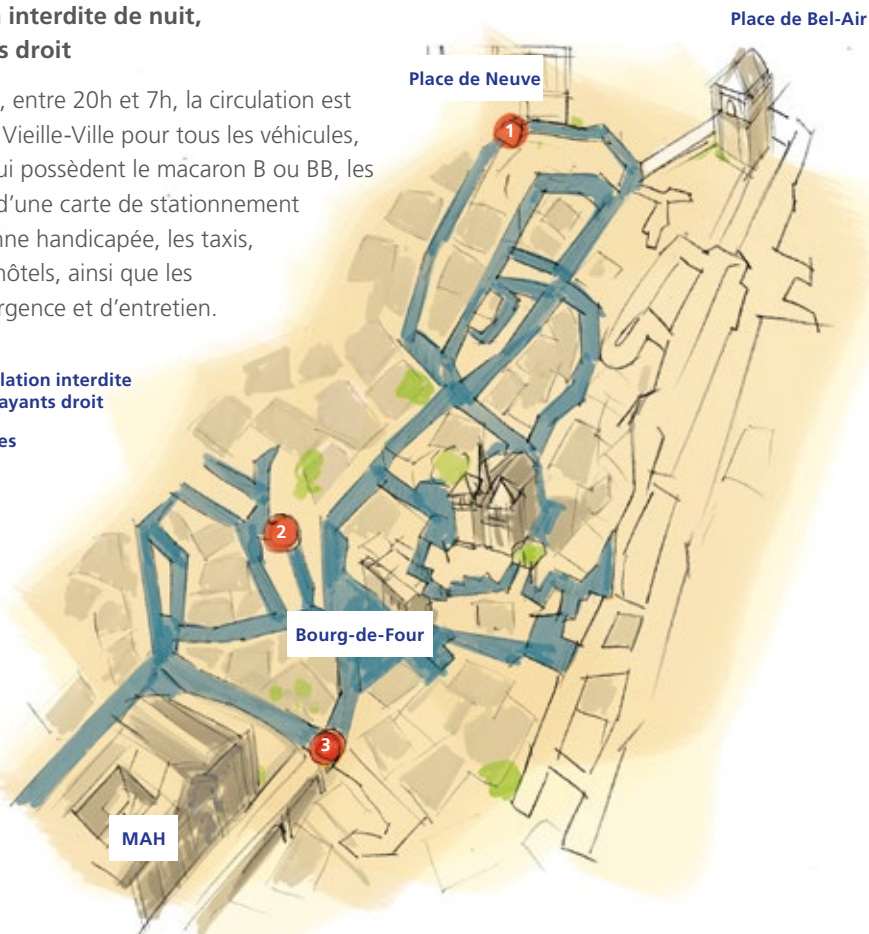 interdite de nuit,
s droit
Place de Bel-Air
Place de Neuve
, entre 20h et 7h, la circulation est
Vieille-Ville pour tous les véhicules,
ui possèdent le macaron B ou BB, les
d’une carte de stationnement
nne handicapée, les taxis,
hôtels, ainsi que les
rgence et d’entretien.
lation interdite
ayants droit
es
1
2
Bourg-de-Four
3
MAH